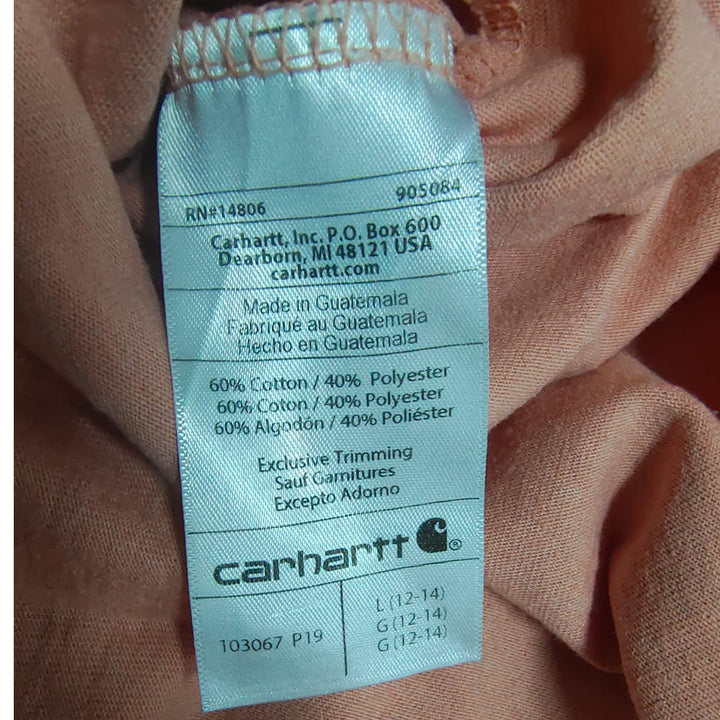 RN#14806 905084
Carhartt, Inc. P.O. Box 600
Dearborn, MI 48121 USA
carhartt.com
Made in Guatemala
Fabriqué au Guatemala
Hecho en Guatemala
60% Cotton / 40% Polyester
60% Coton / 40% Polyester
60% Algodón / 40% Poliéster
Exclusive Trimming
Sauf Garnitures
Excepto Adorno
carhartt ®
103067 P19
L (12-14)
G (12-14)
G (12-14)